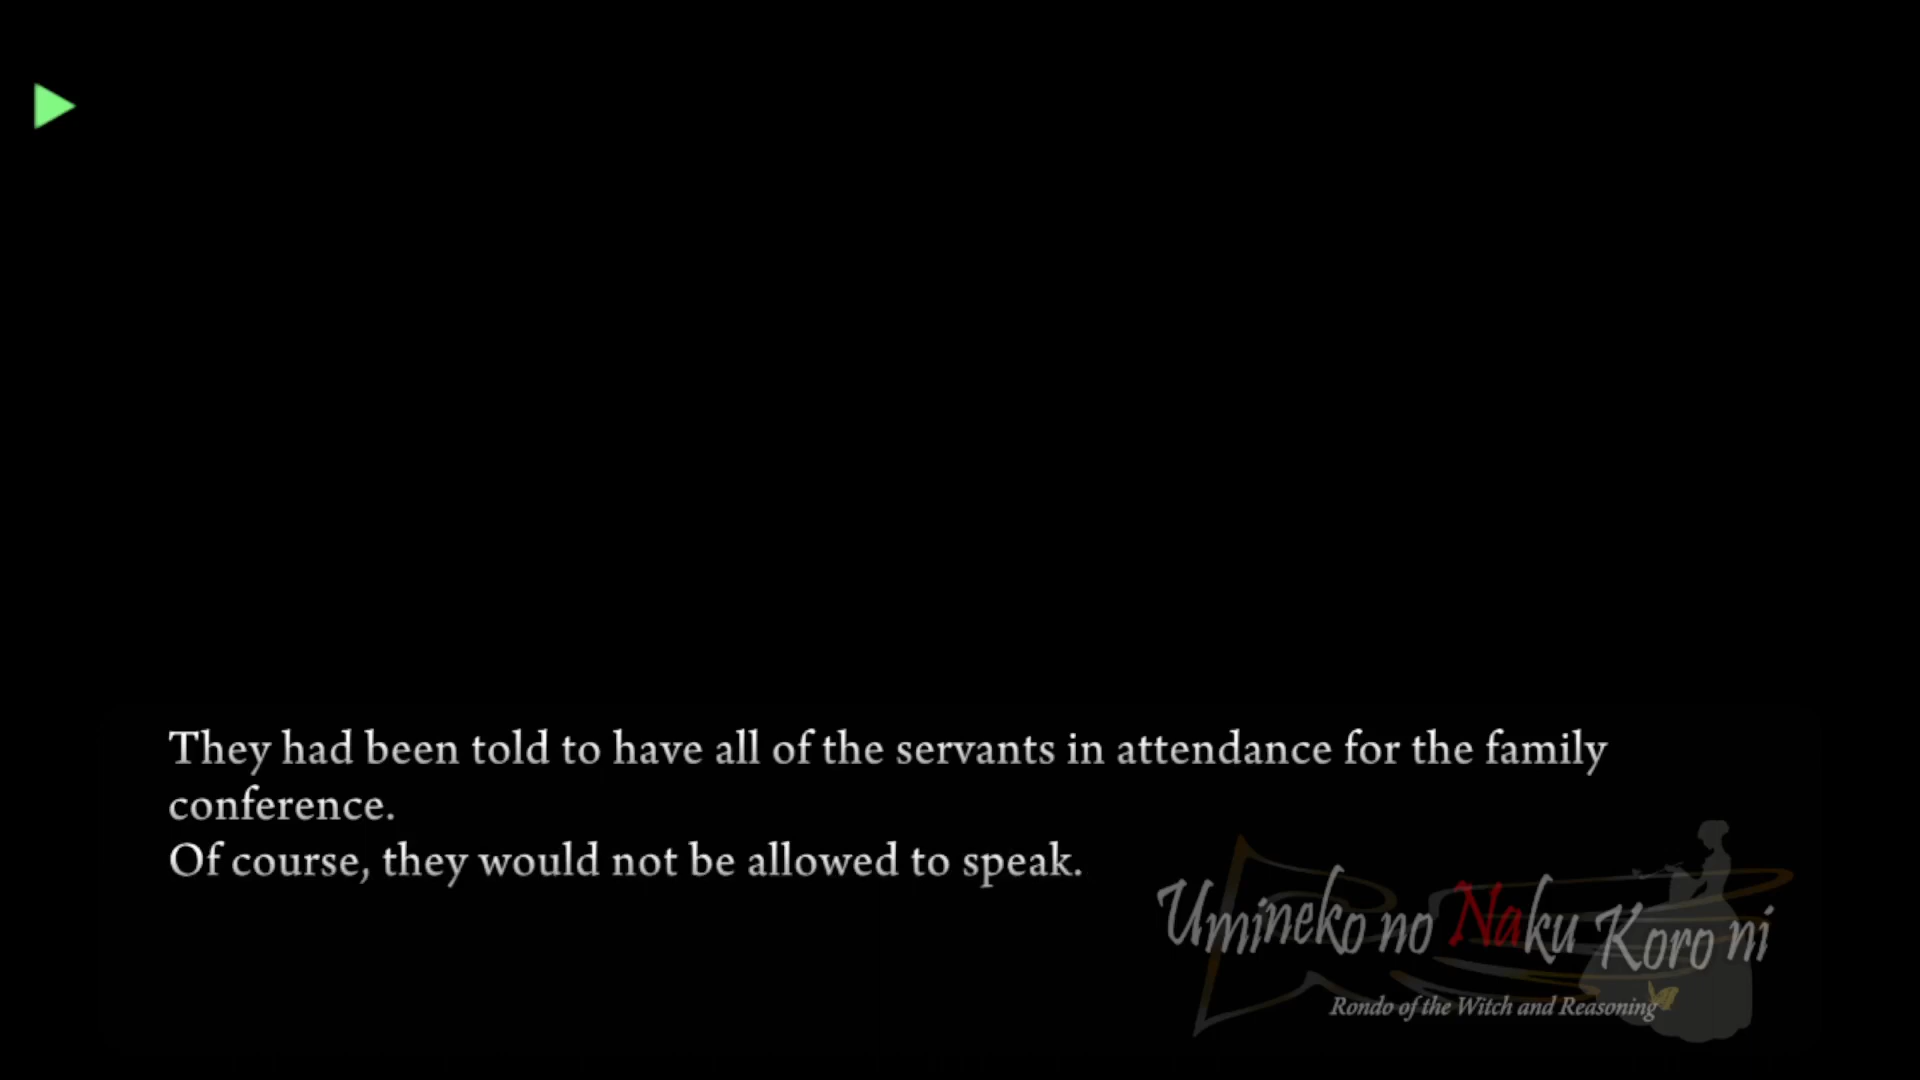 They had been told to have all of the servants in attendance for the family
conference.
Of course, they would not be allowed to speak.
Umineko no Naku Koro ni
Rondo of the Witch and Reasoning